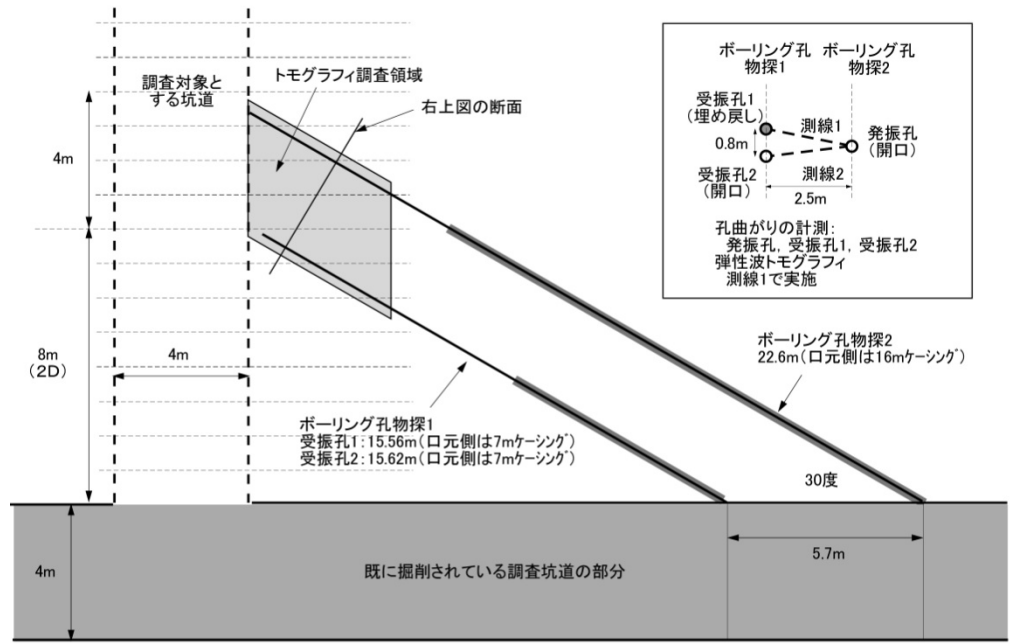 調査対象と
する坑道
トモグラフィ調査領域
右上図の断面
4m
8m
(2D)
4m
ボーリング孔物探1
受振孔1:15.56m(口元側は7mケーシング)
受振孔2:15.62m(口元側は7mケーシング)
ボーリング孔物探2
22.6m(口元側は16mケーシング)
30度
5.7m
4m
既に掘削されている調査坑道の部分
ボーリング孔
物探1
ボーリング孔
物探2
受振孔1
(埋め戻し)
測線1
発振孔
(開口)
0.8m
受振孔2
(開口)
測線2
2.5m
孔曲がりの計測:
発振孔, 受振孔1, 受振孔2
弾性波トモグラフィ
測線1で実施